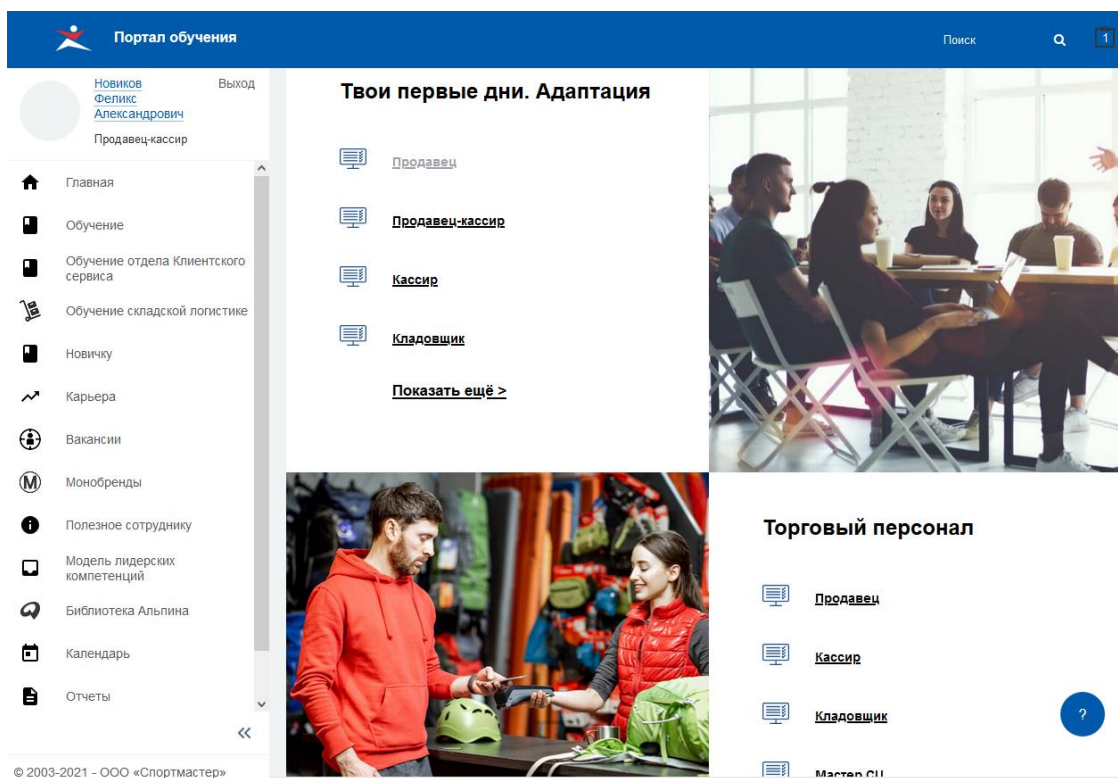 Портал обучения
Поиск
1
Новиков
Феликс
Александрович
Выход
Продавец-кассир
Главная
Обучение
Обучение отдела Клиентского
сервиса
Обучение складской логистике
Новичку
Карьера
Вакансии
M Монобренды
Полезное сотруднику
Модель лидерских
компетенций
Библиотека Альпина
Календарь
Отчеты
«
© 2003-2021 - ООО «Спортмастер»
Твои первые дни. Адаптация
Продавец
Продавец-кассир
Кассир
Кладовщик
Показать ещё >
Торговый персонал
Продавец
Кассир
Кладовщик
Мастер СЦ
?